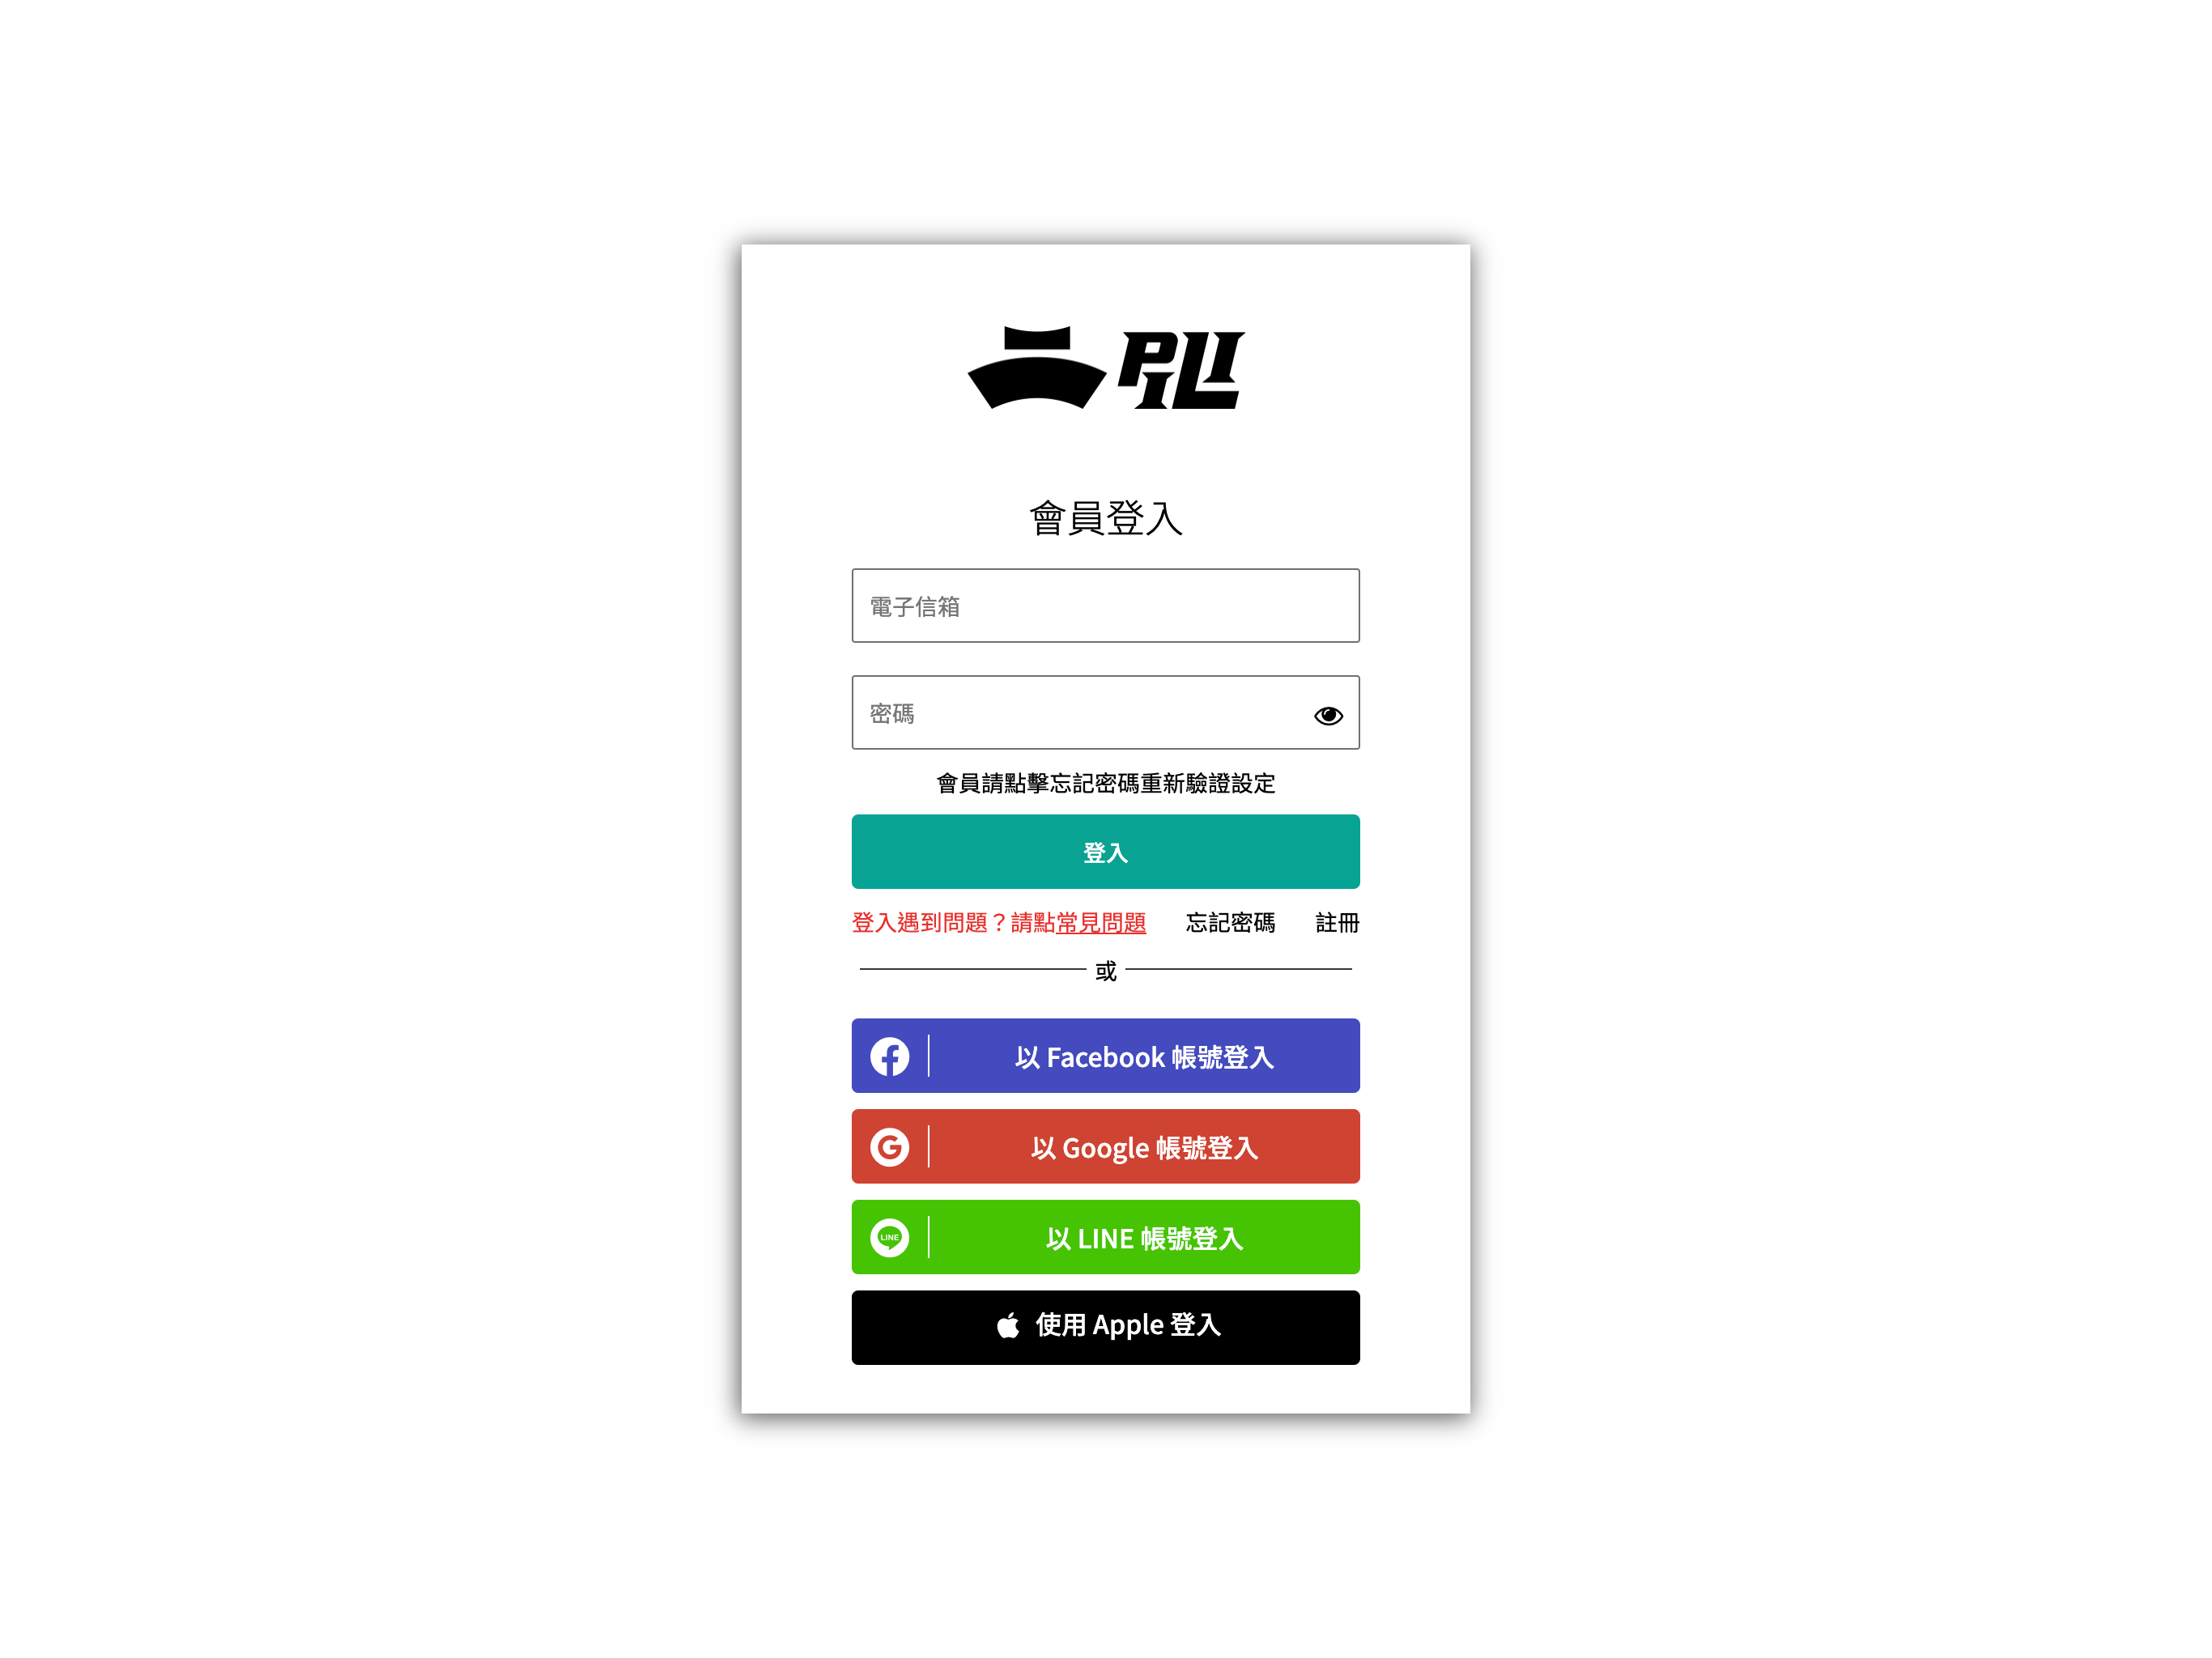 PILI
會員登入
電子信箱
密碼
會員請點擊忘記密碼重新驗證設定
登入
登入遇到問題？請點常見問題 忘記密碼 註冊
或
以 Facebook 帳號登入
以 Google 帳號登入
LINE 以 LINE 帳號登入
使用 Apple 登入